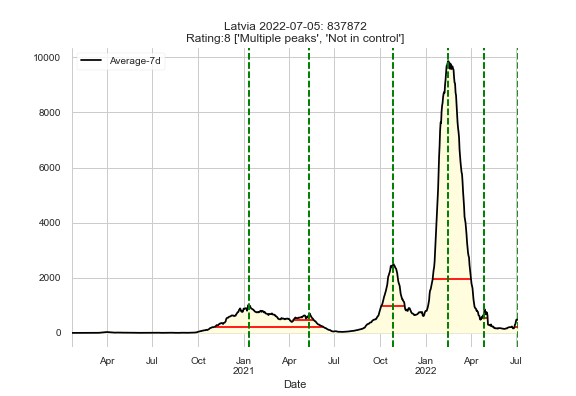 Latvia 2022-07-05: 837872
Rating:8 ['Multiple peaks', 'Not in control']
Average-7d
10000
8000
6000
4000
2000
0
Apr Jul Oct Jan Apr Jul Oct Jan Apr Jul
2021 2022
Date